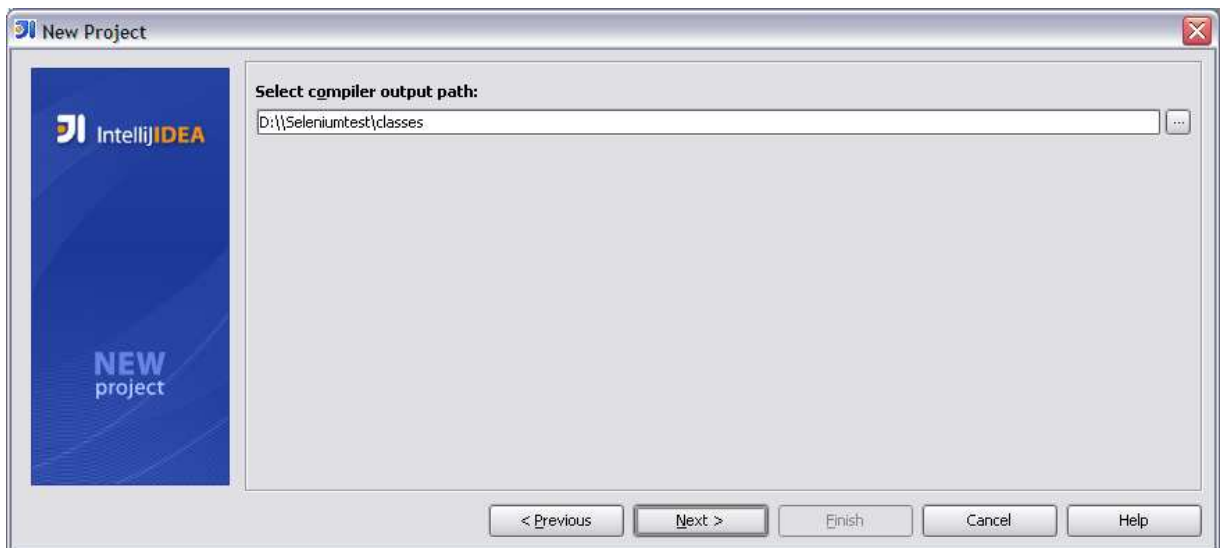 New Project
IntelliJIDEA
NEW
project
Select compiler output path:
D:\\Seleniumtest\classes
...
< Previous
Next >
Finish
Cancel
Help